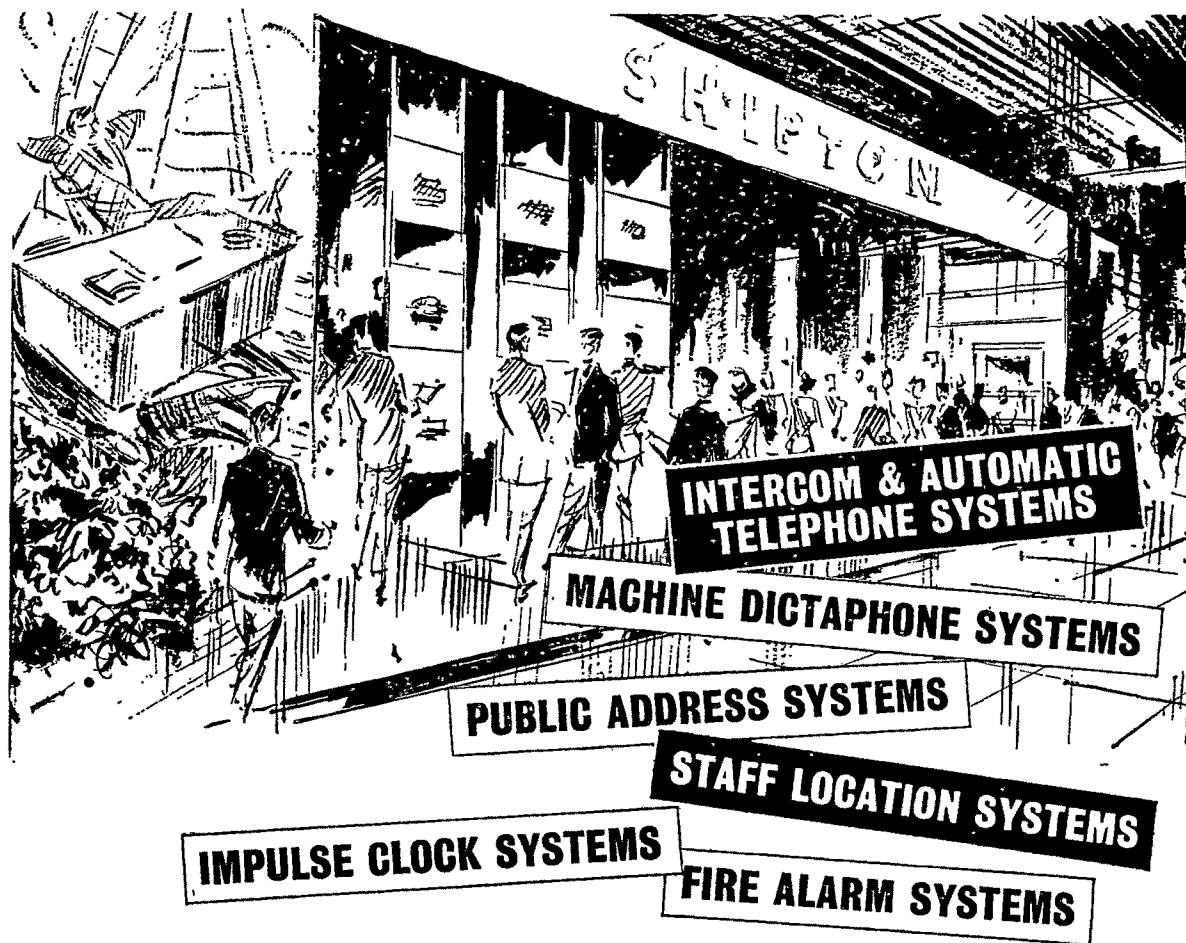 SHIPTON
INTERCOM & AUTOMATIC
TELEPHONE SYSTEMS
MACHINE DICTAPHONE SYSTEMS
PUBLIC ADDRESS SYSTEMS
STAFF LOCATION SYSTEMS
IMPULSE CLOCK SYSTEMS
FIRE ALARM SYSTEMS